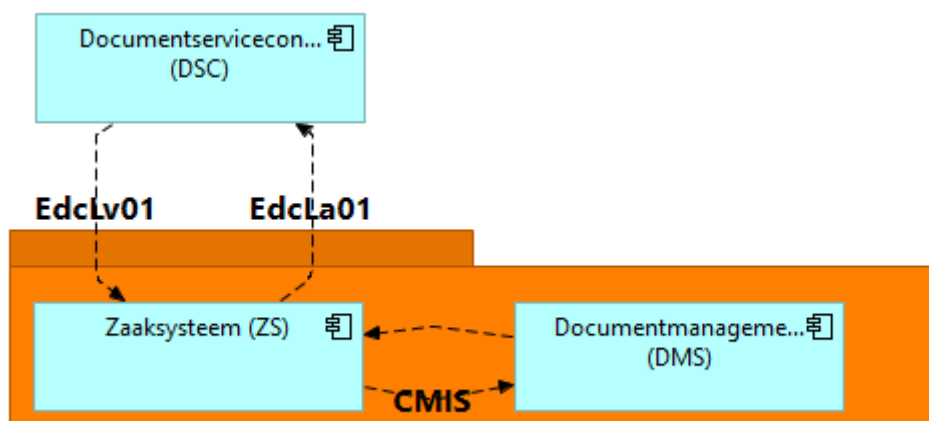 Documentservicecon...
(DSC)
EdcLv01
EdcLa01
Zaaksysteem (ZS)
Documentmanageme...
(DMS)
CMIS